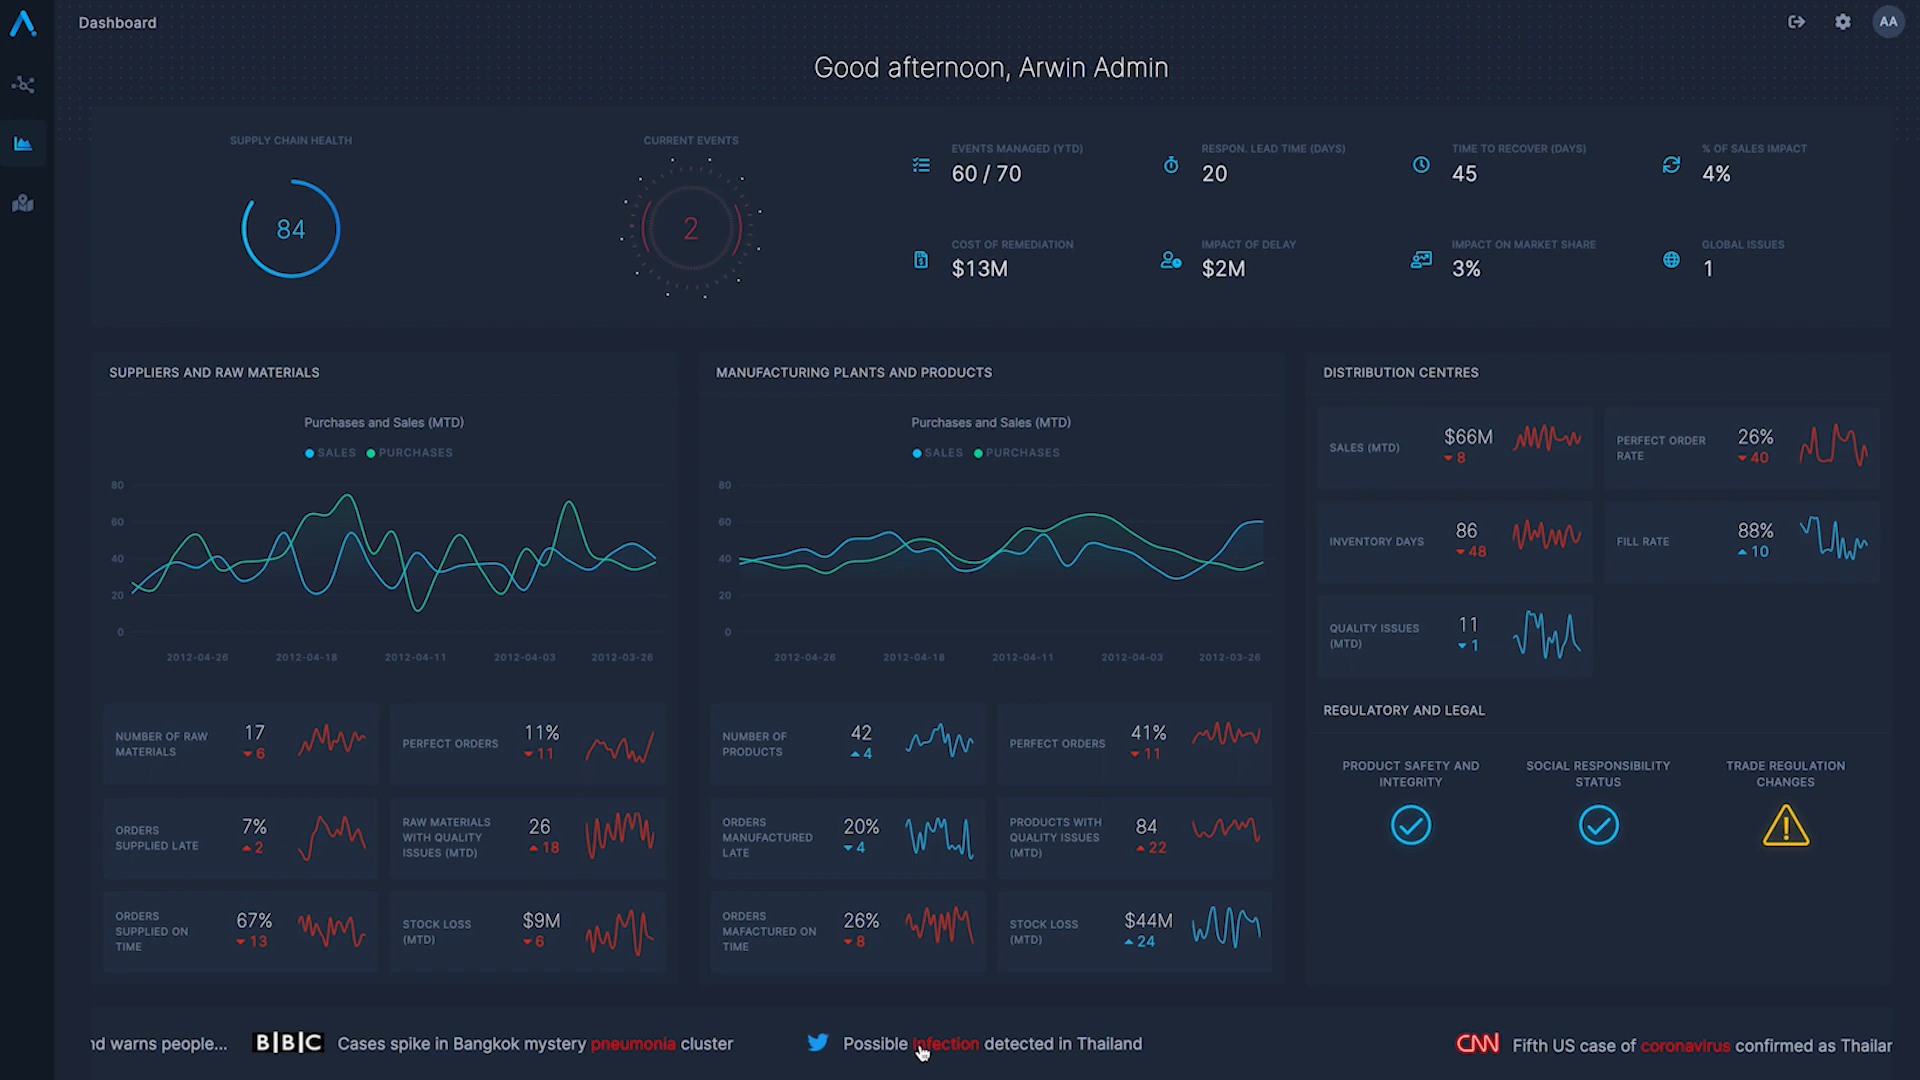 Dashboard
AA
Good afternoon, Arwin Admin
SUPPLY CHAIN HEALTH
84
CURRENT EVENTS
2
EVENTS MANAGED (YTD)
60 / 70
RESPON. LEAD TIME (DAYS)
20
TIME TO RECOVER (DAYS)
45
% OF SALES IMPACT
4%
COST OF REMEDIATION
$13M
IMPACT OF DELAY
$2M
IMPACT ON MARKET SHARE
3%
GLOBAL ISSUES
1
SUPPLIERS AND RAW MATERIALS
Purchases and Sales (MTD)
SALES PURCHASES
80
60
40
20
0
2012-04-26 2012-04-18 2012-04-11 2012-04-03 2012-03-26
NUMBER OF RAW
MATERIALS
17
6
PERFECT ORDERS
11%
11
ORDERS
SUPPLIED LATE
7%
2
RAW MATERIALS
WITH QUALITY
ISSUES (MTD)
26
18
ORDERS
SUPPLIED ON
TIME
67%
13
STOCK LOSS
(MTD)
$9M
6
MANUFACTURING PLANTS AND PRODUCTS
Purchases and Sales (MTD)
SALES PURCHASES
80
60
40
20
0
2012-04-26 2012-04-18 2012-04-11 2012-04-03 2012-03-26
NUMBER OF
PRODUCTS
42
4
PERFECT ORDERS
41%
11
ORDERS
MANUFACTURED
LATE
20%
4
PRODUCTS WITH
QUALITY ISSUES
(MTD)
84
22
ORDERS
MAFACTURED ON
TIME
26%
8
STOCK LOSS
(MTD)
$44M
24
DISTRIBUTION CENTRES
SALES (MTD)
$66M
8
PERFECT ORDER
RATE
26%
40
INVENTORY DAYS
86
48
FILL RATE
88%
10
QUALITY ISSUES
(MTD)
11
1
REGULATORY AND LEGAL
PRODUCT SAFETY AND
INTEGRITY
SOCIAL RESPONSIBILITY
STATUS
TRADE REGULATION
CHANGES
nd warns people...
BBC Cases spike in Bangkok mystery pneumonia cluster
Possible infection detected in Thailand
CNN Fifth US case of coronavirus confirmed as Thailar